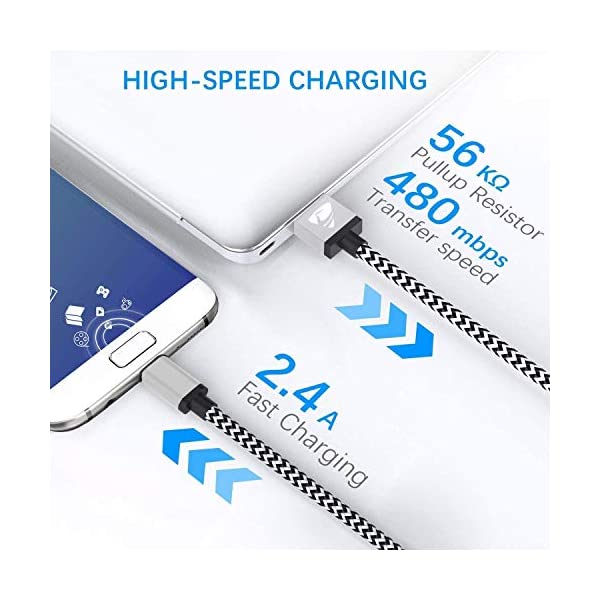 HIGH-SPEED CHARGING
56 KΩ
Pullup Resistor
480 mbps
Transfer speed
2.4A
Fast Charging